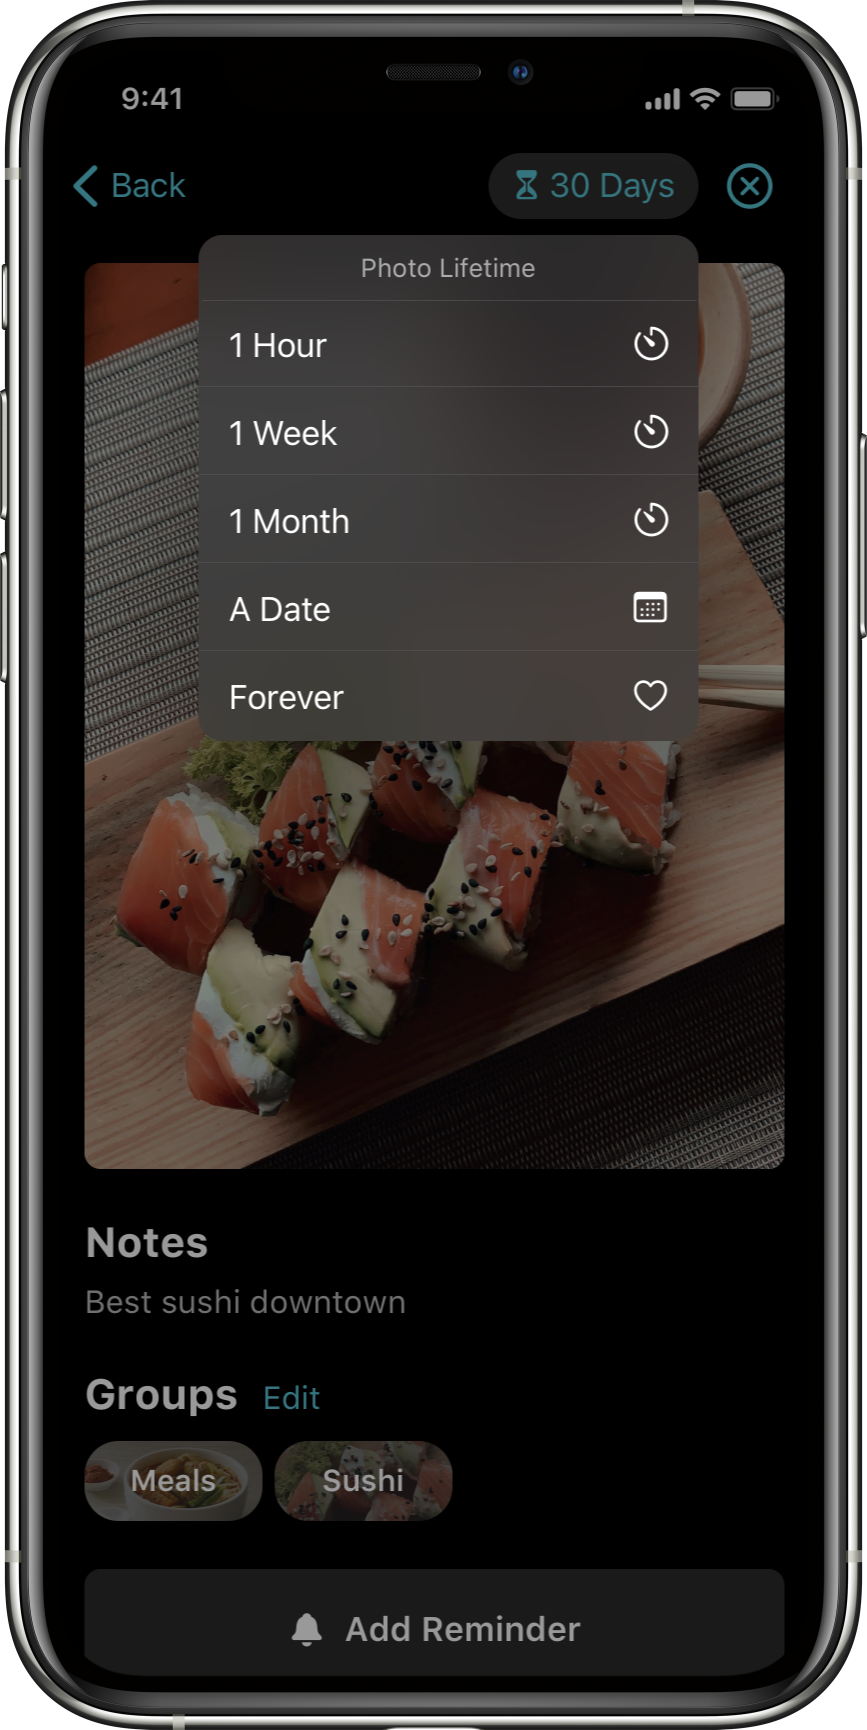 9:41
Back
30 Days
Photo Lifetime
1 Hour
1 Week
1 Month
A Date
Forever
Notes
Best sushi downtown
Groups Edit
Meals Sushi
Add Reminder